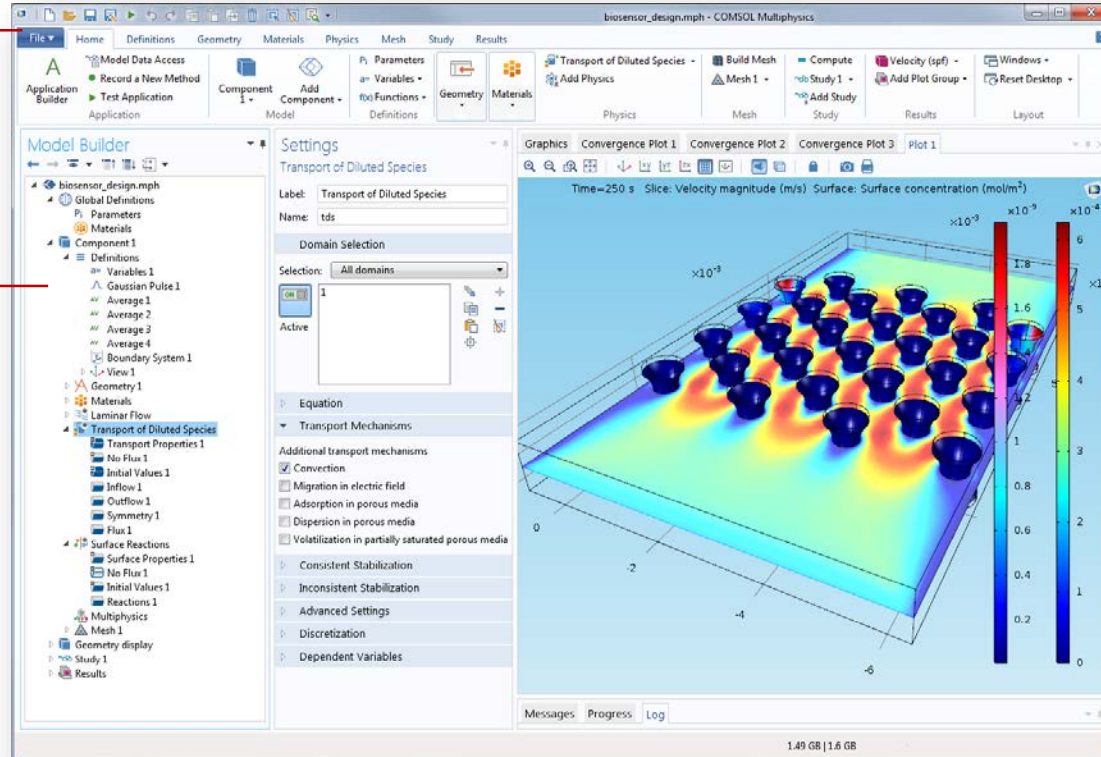 biosensor_design.mph - COMSOL Multiphysics
File Home Definitions Geometry Materials Physics Mesh Study Results
A
Application Builder
Model Data Access
Record a New Method
Test Application
Application
Component 1
Add Component
Model
Pi Parameters
a= Variables
f(x) Functions
Definitions
Geometry
Materials
Transport of Diluted Species
Add Physics
Physics
Build Mesh
Mesh 1
Mesh
= Compute
Study 1
Add Study
Study
Velocity (spf)
Add Plot Group
Results
Windows
Reset Desktop
Layout
Model Builder
biosensor_design.mph
Global Definitions
Pi Parameters
Materials
Component 1
Definitions
a= Variables 1
Gaussian Pulse 1
Average 1
Average 2
Average 3
Average 4
Boundary System 1
View 1
Geometry 1
Materials
Laminar Flow
Transport of Diluted Species
Transport Properties 1
No Flux 1
Initial Values 1
Inflow 1
Outflow 1
Symmetry 1
Flux 1
Surface Reactions
Surface Properties 1
No Flux 1
Initial Values 1
Reactions 1
Multiphysics
Mesh 1
Geometry display
Study 1
Results
Settings
Transport of Diluted Species
Label: Transport of Diluted Species
Name: tds
Domain Selection
Selection: All domains
ON
1
Active
Equation
Transport Mechanisms
Additional transport mechanisms
Convection
Migration in electric field
Adsorption in porous media
Dispersion in porous media
Volatilization in partially saturated porous media
Consistent Stabilization
Inconsistent Stabilization
Advanced Settings
Discretization
Dependent Variables
Graphics Convergence Plot 1 Convergence Plot 2 Convergence Plot 3 Plot 1
Time=250 s Slice: Velocity magnitude (m/s) Surface: Surface concentration (mol/m²)
×10⁻³ ×10⁻⁹ ×10⁻⁴
×10⁻³
1.8
1.6
1.2
1
0.8
0.6
0.4
0.2
6
5
4
3
2
1
0
0
-2
-4
-6
Messages Progress Log
1.49 GB | 1.6 GB